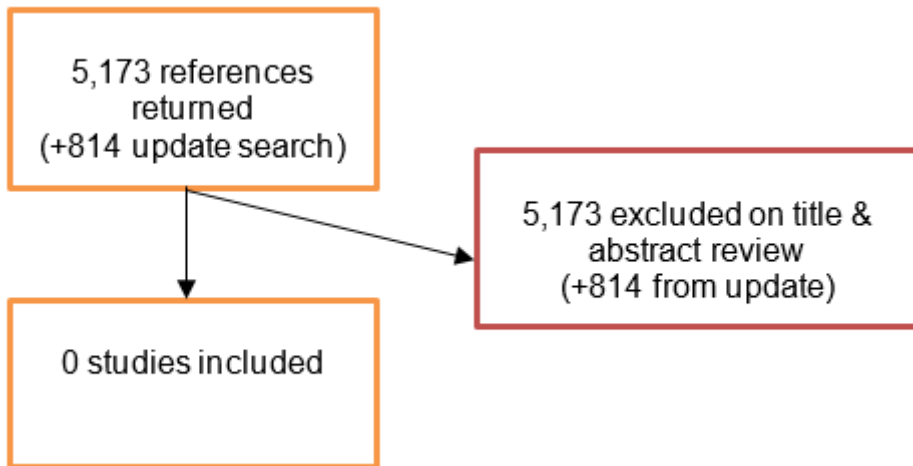 5,173 references
returned
(+814 update search)
5,173 excluded on title &
abstract review
(+814 from update)
0 studies included